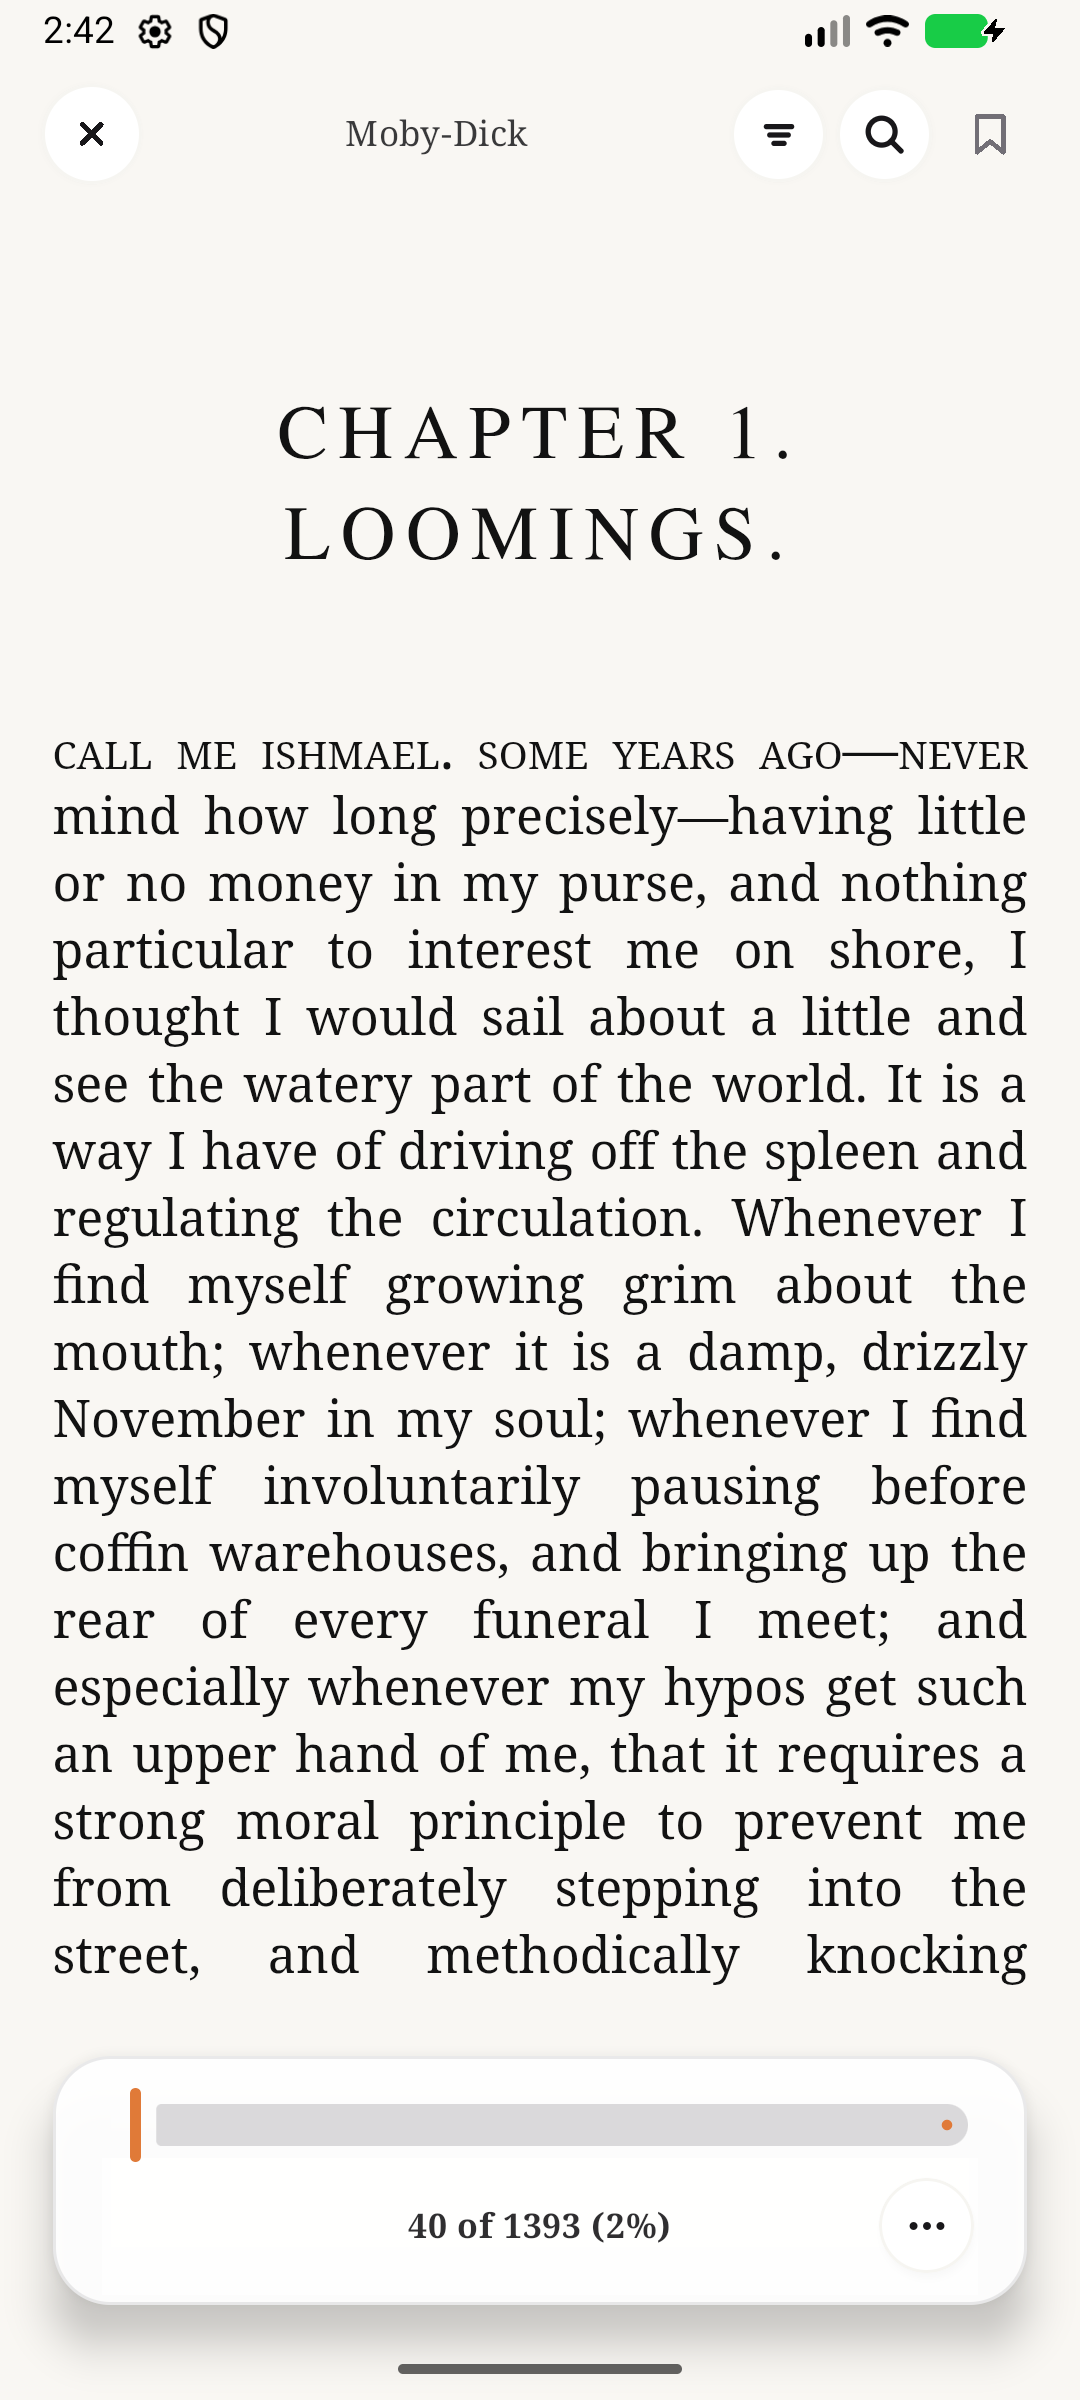 2:42
Moby-Dick
CHAPTER 1.
LOOMINGS.
CALL ME ISHMAEL. SOME YEARS AGO—NEVER
mind how long precisely—having little
or no money in my purse, and nothing
particular to interest me on shore, I
thought I would sail about a little and
see the watery part of the world. It is a
way I have of driving off the spleen and
regulating the circulation. Whenever I
find myself growing grim about the
mouth; whenever it is a damp, drizzly
November in my soul; whenever I find
myself involuntarily pausing before
coffin warehouses, and bringing up the
rear of every funeral I meet; and
especially whenever my hypos get such
an upper hand of me, that it requires a
strong moral principle to prevent me
from deliberately stepping into the
street, and methodically knocking
40 of 1393 (2%)